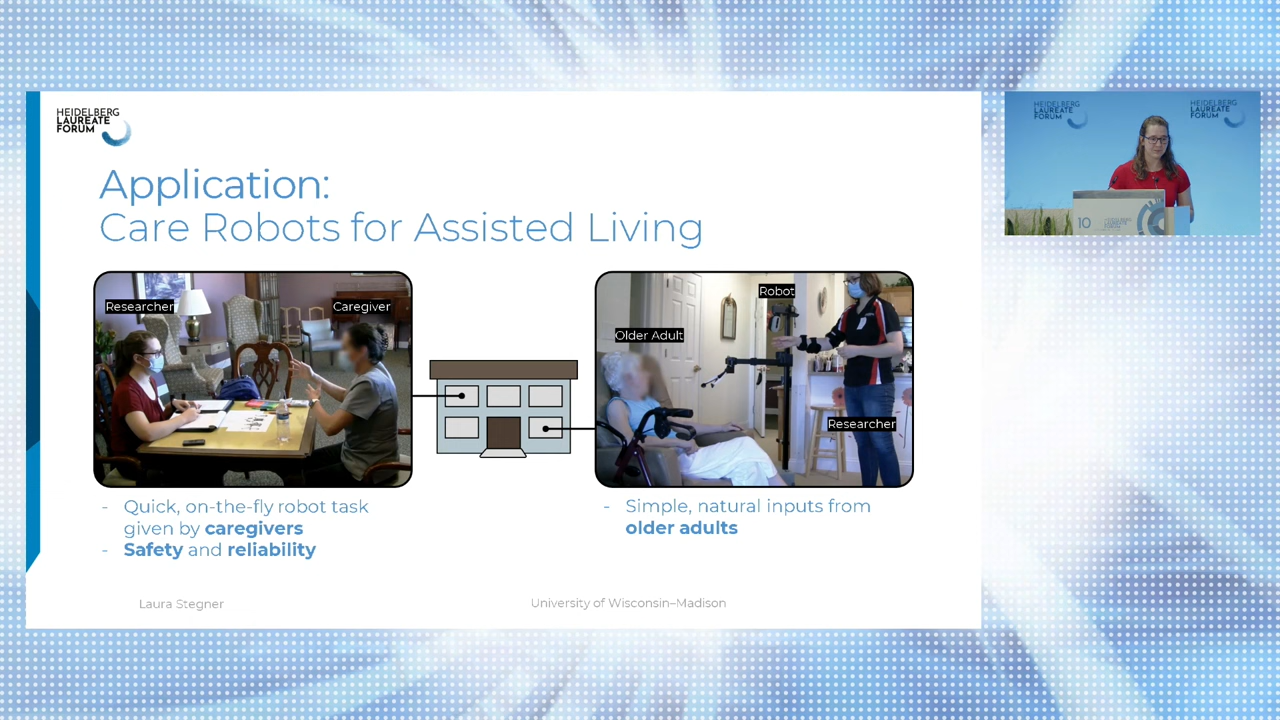 HEIDELBERG
LAUREATE
FORUM
Application:
Care Robots for Assisted Living
Researcher
Caregiver
Older Adult
Robot
Researcher
- Quick, on-the-fly robot task
given by caregivers
- Safety and reliability
- Simple, natural inputs from
older adults
Laura Stegner
University of Wisconsin–Madison
HEIDELBERG
LAUREATE
FORUM
HEIDELBERG
LAUREATE
FORUM
10